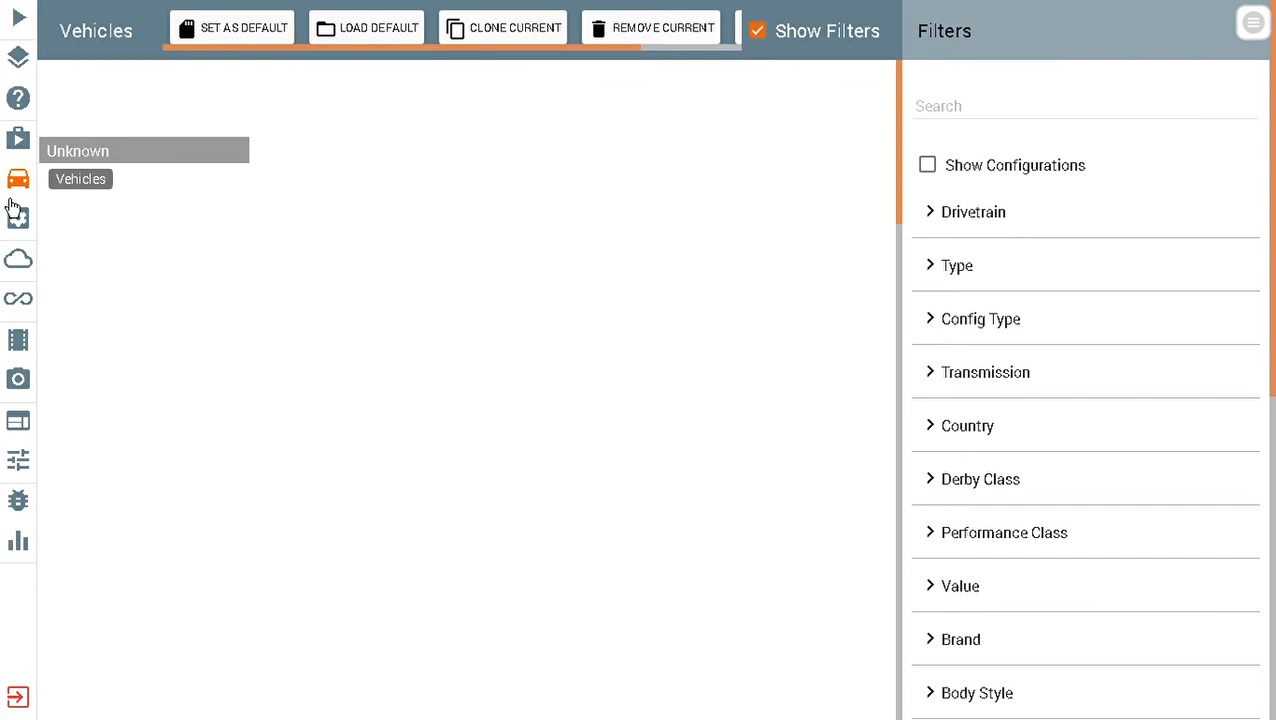 Vehicles
SET AS DEFAULT
LOAD DEFAULT
CLONE CURRENT
REMOVE CURRENT
Show Filters
Filters
Search
Unknown
Vehicles
Show Configurations
Drivetrain
Type
Config Type
Transmission
Country
Derby Class
Performance Class
Value
Brand
Body Style